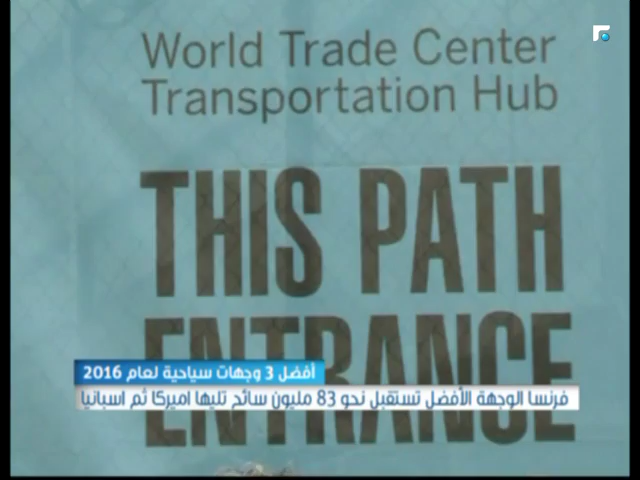 World Trade Center
Transportation Hub
THIS PATH
ENTRANCE
أفضل 3 وجهات سياحية لعام 2016
فرنسا الوجهة الأفضل تستقبل نحو 83 مليون سائح تليها اميركا ثم اسبانيا